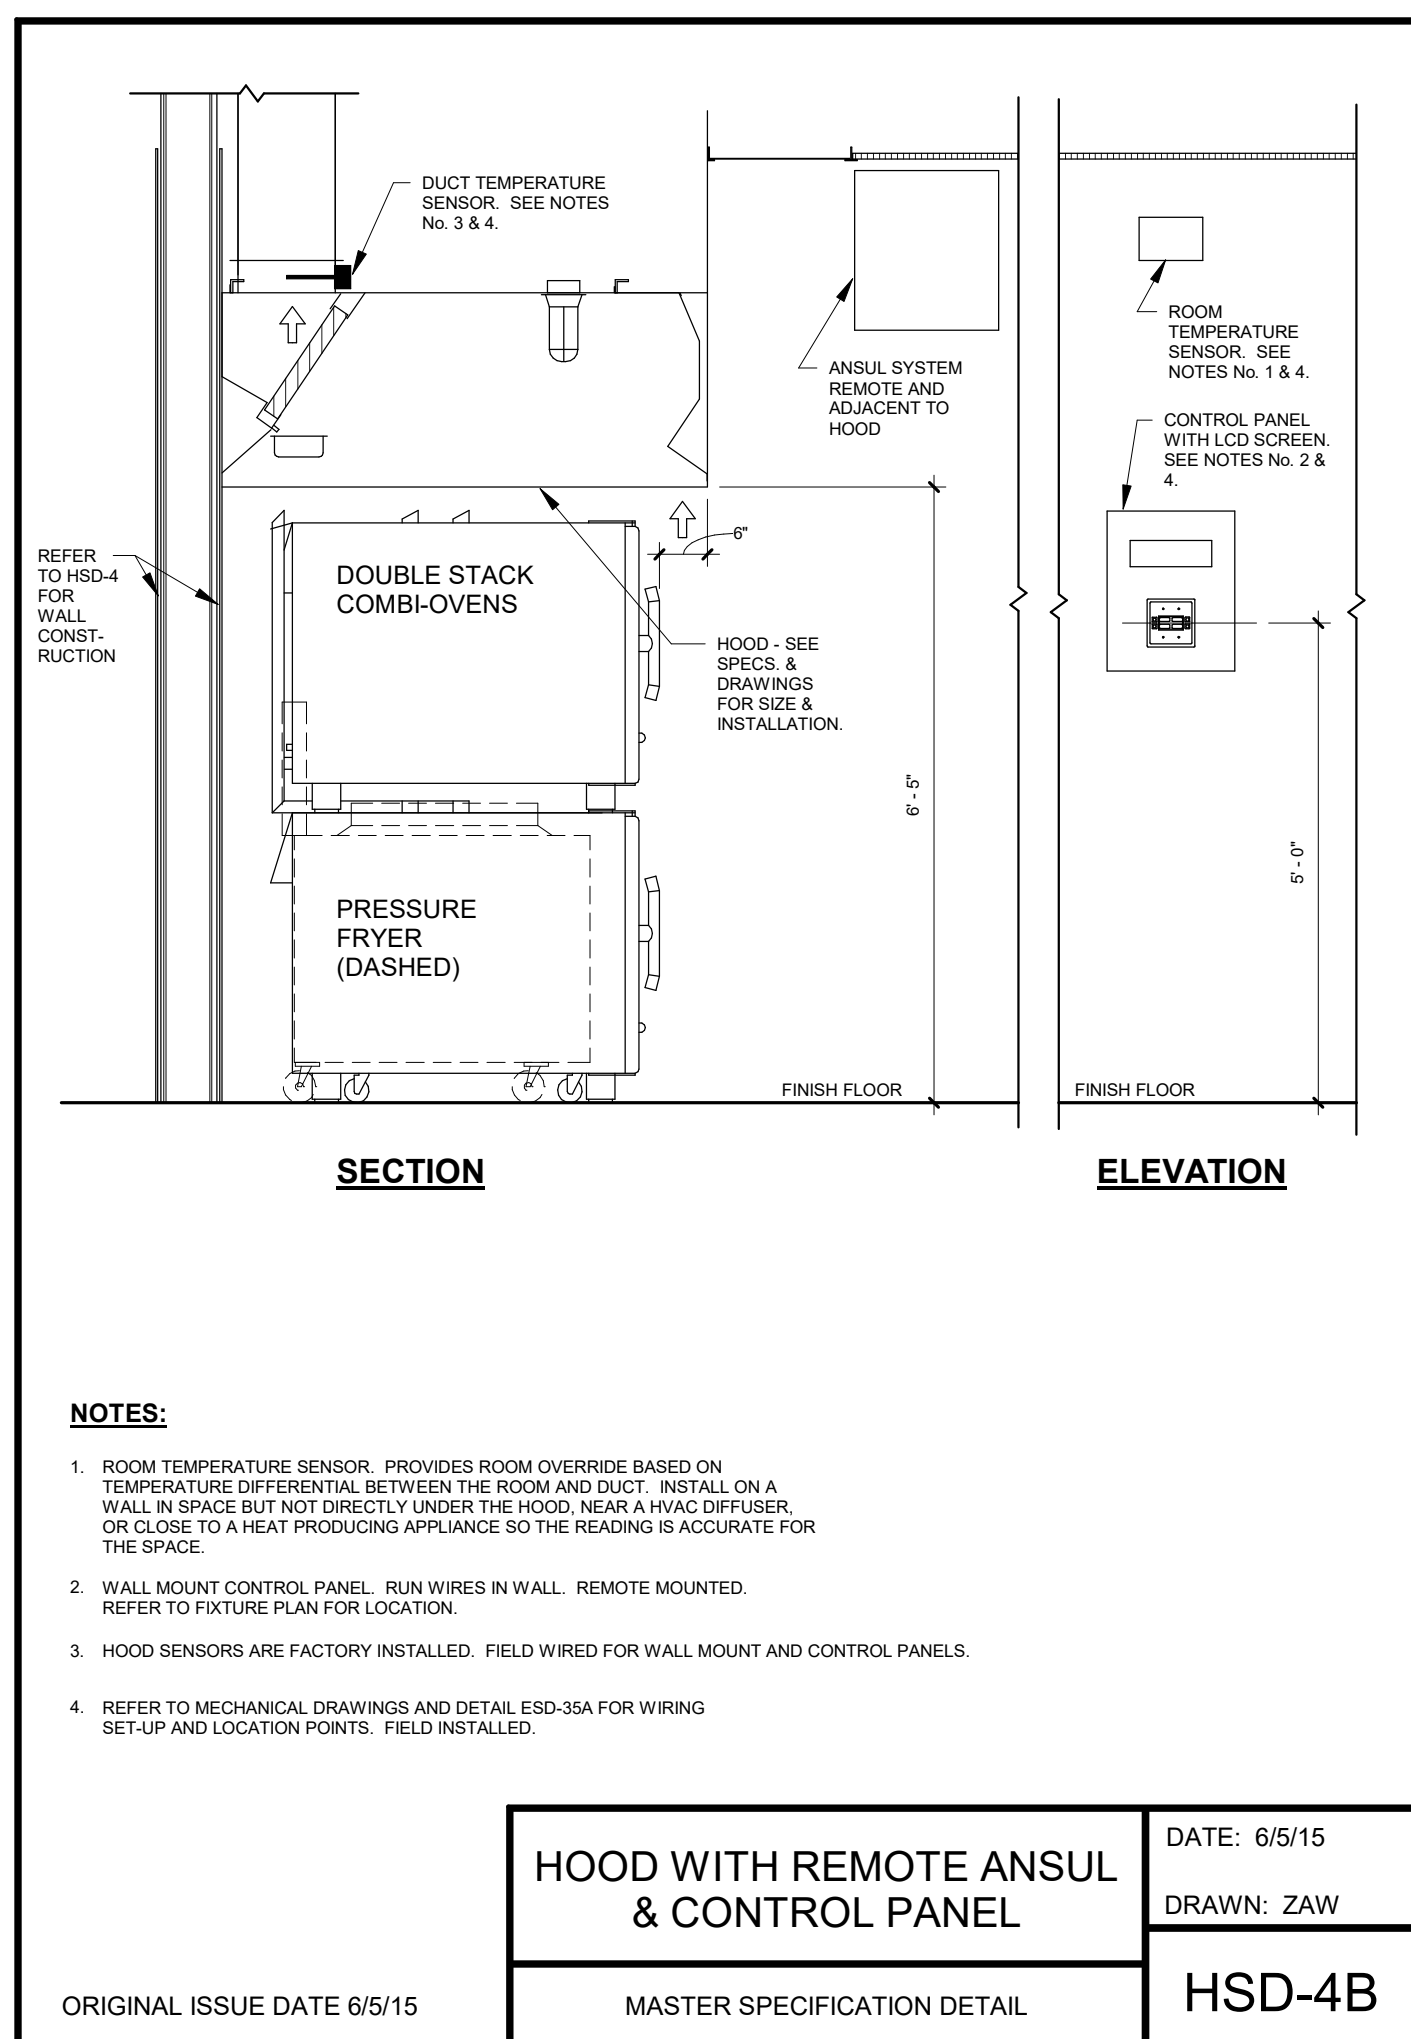 DUCT TEMPERATURE
SENSOR.  SEE NOTES
No. 3 & 4.
ROOM
TEMPERATURE
SENSOR.  SEE
NOTES No. 1 & 4.
ANSUL SYSTEM
REMOTE AND
ADJACENT TO
HOOD
CONTROL PANEL
WITH LCD SCREEN.
SEE NOTES No. 2 &
4.
6"
REFER
TO HSD-4
FOR
WALL
CONST-
RUCTION
DOUBLE STACK
COMBI-OVENS
HOOD - SEE
SPECS. &
DRAWINGS
FOR SIZE &
INSTALLATION.
6' - 5"
5' - 0"
PRESSURE
FRYER
(DASHED)
FINISH FLOOR
FINISH FLOOR
SECTION
ELEVATION
NOTES:
1. ROOM TEMPERATURE SENSOR.  PROVIDES ROOM OVERRIDE BASED ON
TEMPERATURE DIFFERENTIAL BETWEEN THE ROOM AND DUCT.  INSTALL ON A
WALL IN SPACE BUT NOT DIRECTLY UNDER THE HOOD, NEAR A HVAC DIFFUSER,
OR CLOSE TO A HEAT PRODUCING APPLIANCE SO THE READING IS ACCURATE FOR
THE SPACE.
2. WALL MOUNT CONTROL PANEL.  RUN WIRES IN WALL.  REMOTE MOUNTED.
REFER TO FIXTURE PLAN FOR LOCATION.
3. HOOD SENSORS ARE FACTORY INSTALLED.  FIELD WIRED FOR WALL MOUNT AND CONTROL PANELS.
4. REFER TO MECHANICAL DRAWINGS AND DETAIL ESD-35A FOR WIRING
SET-UP AND LOCATION POINTS.  FIELD INSTALLED.
HOOD WITH REMOTE ANSUL
& CONTROL PANEL
DATE:  6/5/15
DRAWN:  ZAW
ORIGINAL ISSUE DATE 6/5/15
MASTER SPECIFICATION DETAIL
HSD-4B